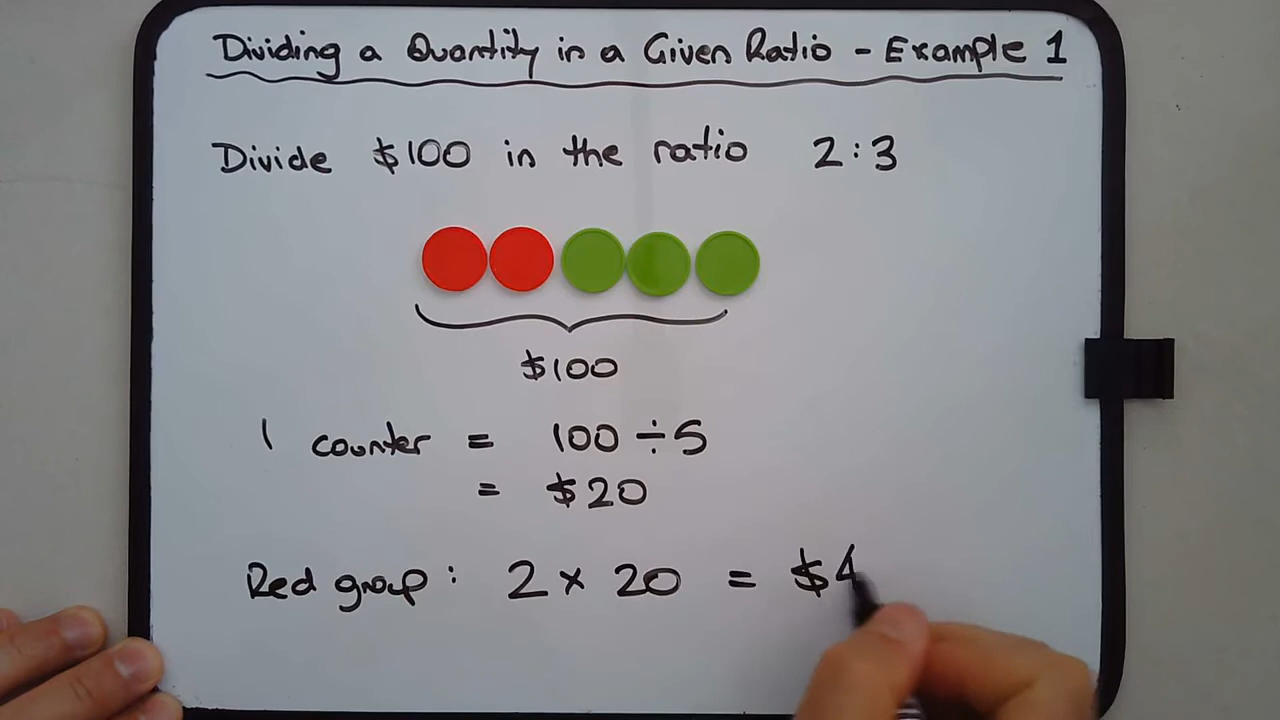 Dividing a Quantity in a Given Ratio - Example 1
Divide $100 in the ratio 2:3
$100
1 counter = 100 ÷ 5
= $20
Red group: 2 × 20 = $4